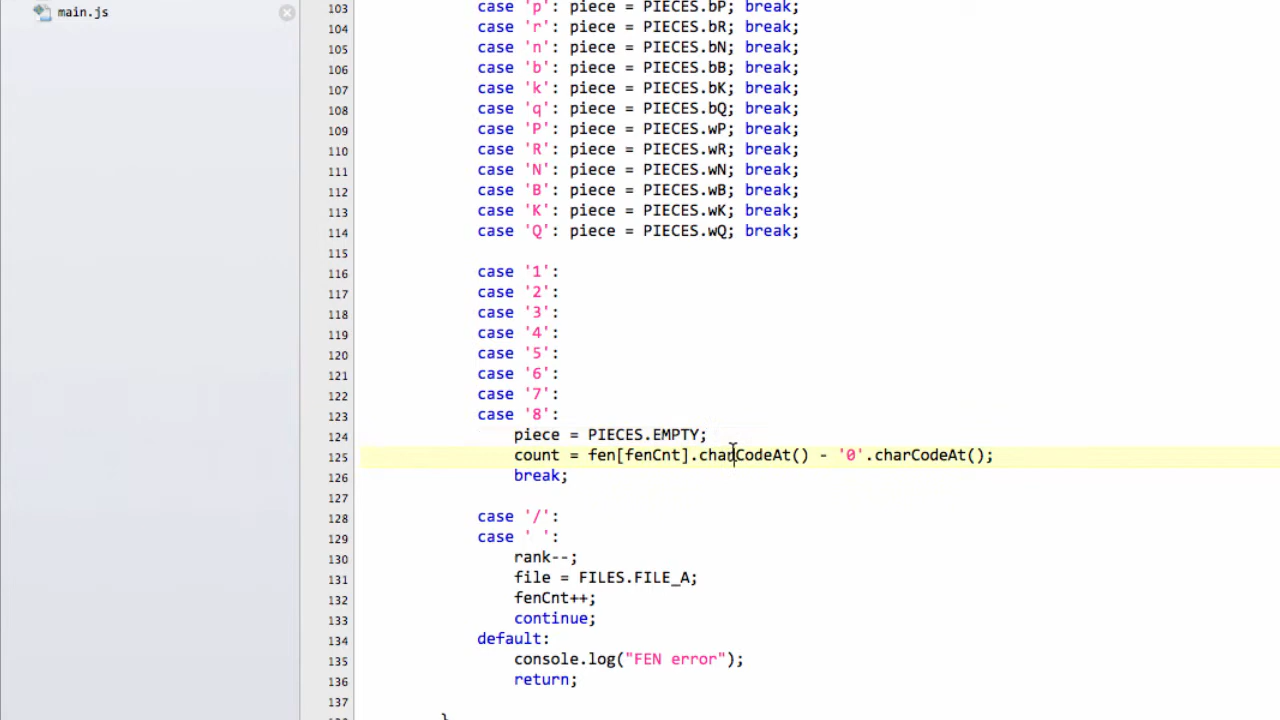 main.js
103 case 'p': piece = PIECES.bP; break;
104 case 'r': piece = PIECES.bR; break;
105 case 'n': piece = PIECES.bN; break;
106 case 'b': piece = PIECES.bB; break;
107 case 'k': piece = PIECES.bK; break;
108 case 'q': piece = PIECES.bQ; break;
109 case 'P': piece = PIECES.wP; break;
110 case 'R': piece = PIECES.wR; break;
111 case 'N': piece = PIECES.wN; break;
112 case 'B': piece = PIECES.wB; break;
113 case 'K': piece = PIECES.wK; break;
114 case 'Q': piece = PIECES.wQ; break;
115
116 case '1':
117 case '2':
118 case '3':
119 case '4':
120 case '5':
121 case '6':
122 case '7':
123 case '8':
124 piece = PIECES.EMPTY;
125 count = fen[fenCnt].charCodeAt() - '0'.charCodeAt();
126 break;
127
128 case '/':
129 case ' ':
130 rank--;
131 file = FILES.FILE_A;
132 fenCnt++;
133 continue;
134 default:
135 console.log("FEN error");
136 return;
137